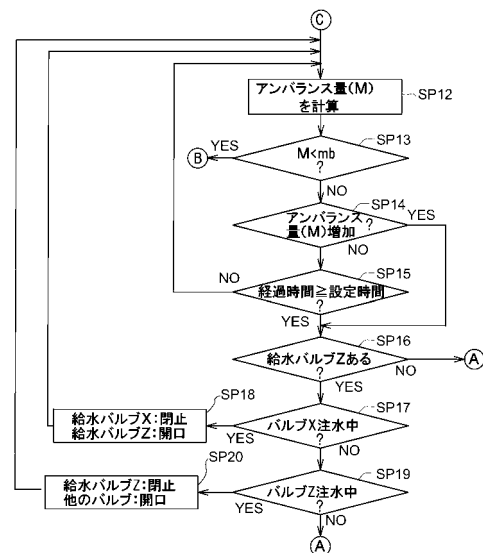 C
アンバランス量(M)
を計算
SP12
SP13
YES
B
M<mb
?
NO
SP14
アンバランス
量(M)増加
?
YES
NO
SP15
NO
経過時間≧設定時間
?
YES
SP16
給水バルブZある
?
NO
A
YES
SP18
給水バルブX:閉止
給水バルブZ:開口
SP17
YES
バルブX注水中
?
NO
SP20
給水バルブZ:閉止
他のバルブ:開口
SP19
YES
バルブZ注水中
?
NO
A